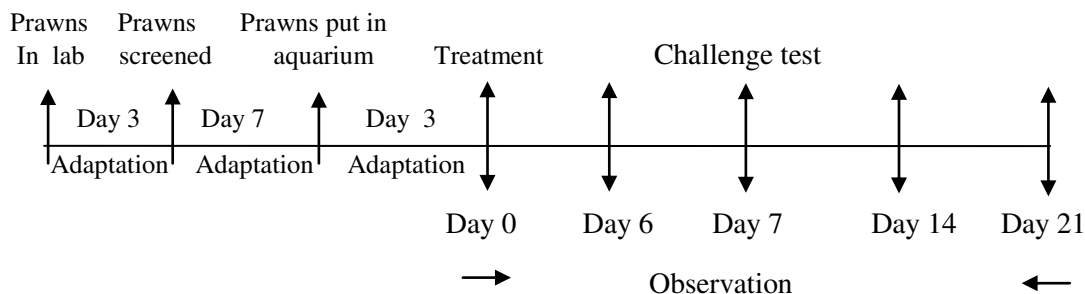 Prawns Prawns Prawns put in
In lab screened aquarium Treatment Challenge test
Day 3 Day 7 Day 3
Adaptation Adaptation Adaptation
Day 0 Day 6 Day 7 Day 14 Day 21
Observation